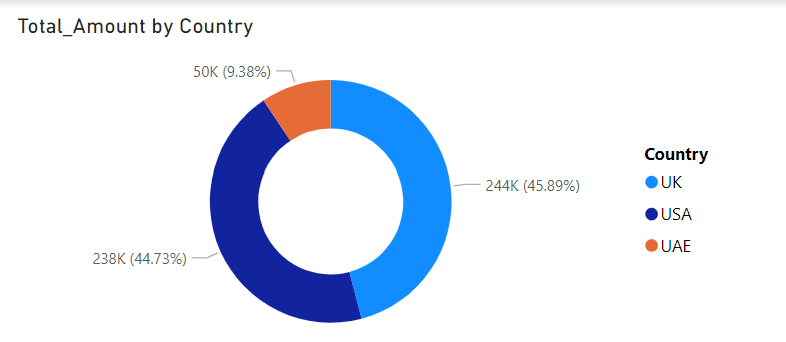 Total_Amount by Country
50K (9.38%)
244K (45.89%)
238K (44.73%)
Country
UK
USA
UAE